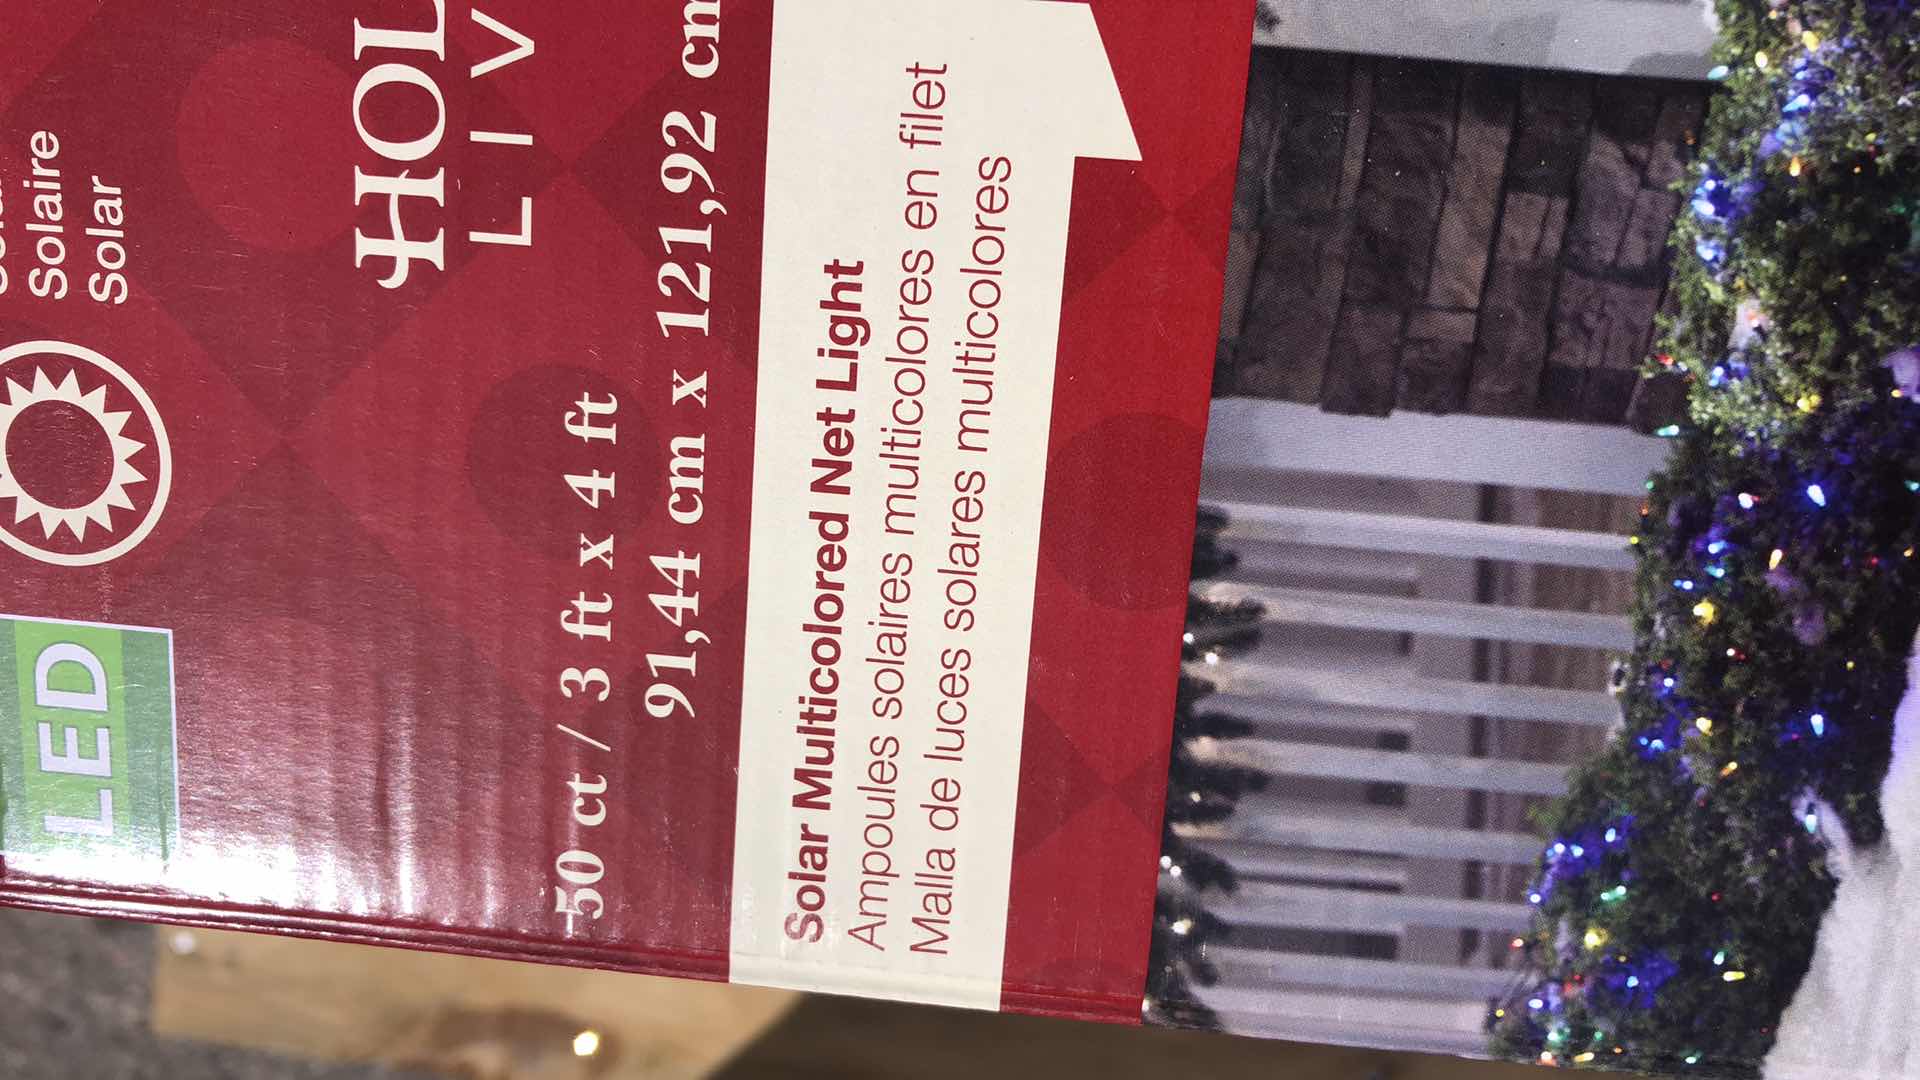 Solaire
Solar
LED
HOL
LIV
50 ct / 3 ft x 4 ft
91,44 cm x 121,92 cm
Solar Multicolored Net Light
Ampoules solaires multicolores en filet
Malla de luces solares multicolores